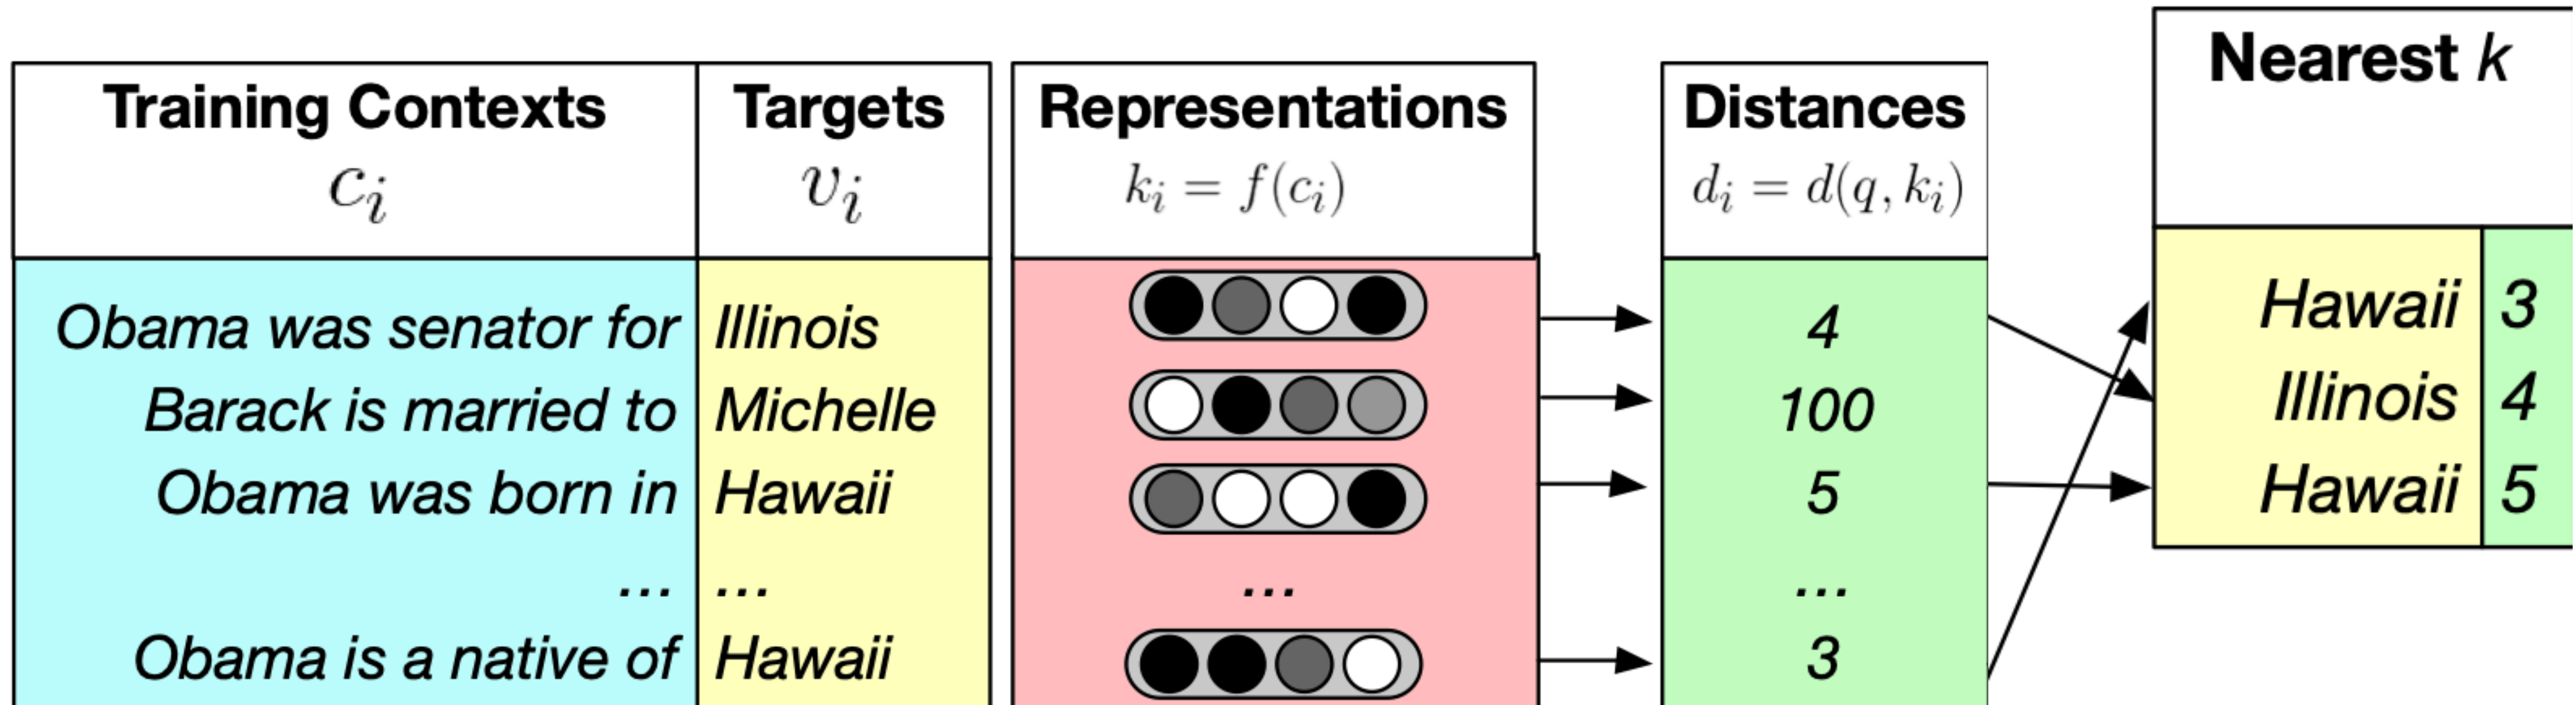 Training Contexts Targets Representations Distances Nearest k
c_i v_i k_i = f(c_i) d_i = d(q, k_i)
Obama was senator for Illinois 4 Hawaii 3
Barack is married to Michelle 100 Illinois 4
Obama was born in Hawaii 5 Hawaii 5
... ... ... ...
Obama is a native of Hawaii 3